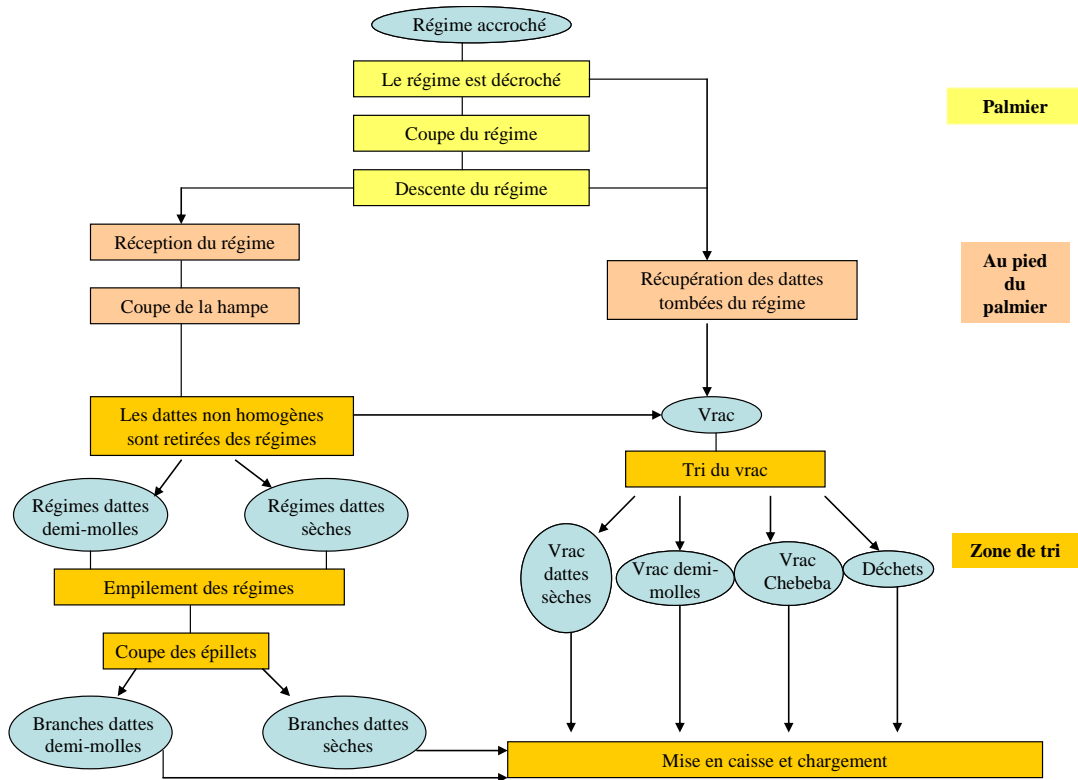 Régime accroché
Le régime est décroché
Palmier
Coupe du régime
Descente du régime
Réception du régime
Coupe de la hampe
Récupération des dattes
tombées du régime
Au pied
du
palmier
Les dattes non homogènes
sont retirées des régimes
Vrac
Tri du vrac
Régimes dattes
demi-molles
Régimes dattes
sèches
Vrac
dattes
sèches
Vrac demi-
molles
Vrac
Chebeba
Déchets
Zone de tri
Empilement des régimes
Coupe des épillets
Branches dattes
demi-molles
Branches dattes
sèches
Mise en caisse et chargement